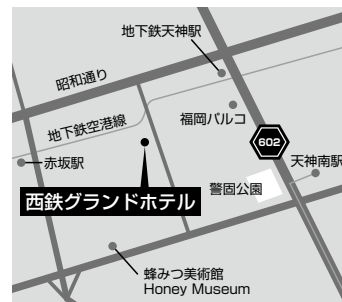 地下鉄天神駅
昭和通り
福岡パルコ
地下鉄空港線
602
天神南駅
赤坂駅
警固公園
西鉄グランドホテル
蜂みつ美術館
Honey Museum